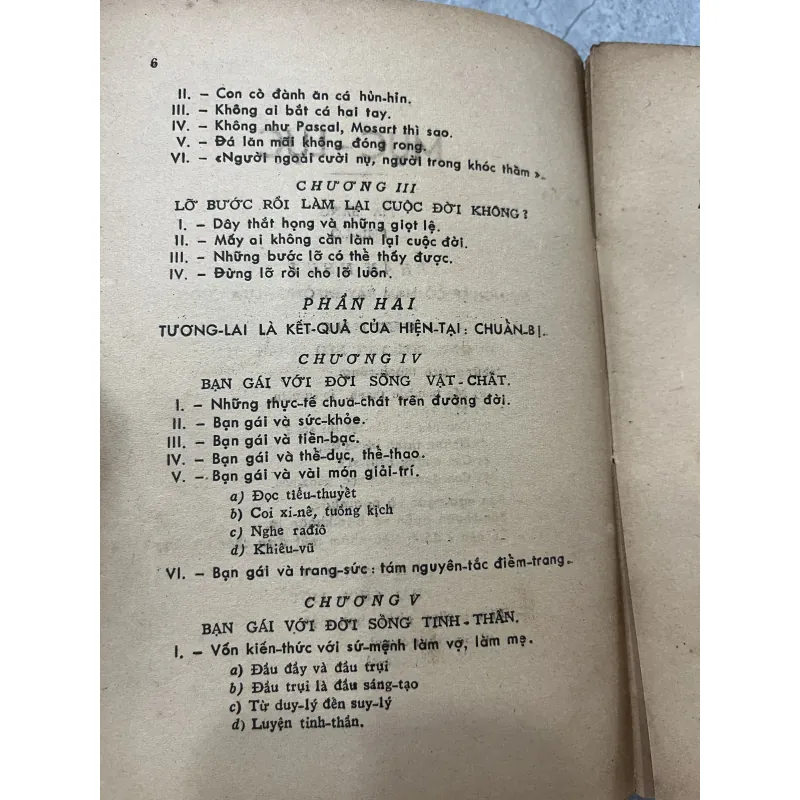 6
II. – Con cò đành ăn cá hủn-hỉn.
III. – Không ai bắt cá hai tay.
IV. – Không như Pascal, Mosart thì sao.
V. – Đá lăn mãi không đóng rong.
VI. – «Người ngoài cười nụ, người trong khóc thầm».
CHƯƠNG III
LỠ BƯỚC RỒI LÀM LẠI CUỘC ĐỜI KHÔNG?
I. – Dây thắt họng và những giọt lệ.
II. – Mấy ai không cần làm lại cuộc đời.
III. – Những bước lỡ có thể thấy được.
IV. – Đừng lỡ rồi cho lỡ luôn.
PHẦN HAI
TƯƠNG-LAI LÀ KẾT-QUẢ CỦA HIỆN-TẠI: CHUẨN-BỊ.
CHƯƠNG IV
BẠN GÁI VỚI ĐỜI SỐNG VẬT-CHẤT.
I. – Những thực-tế chua-chát trên đường đời.
II. – Bạn gái và sức-khỏe.
III. – Bạn gái và tiền-bạc.
IV. – Bạn gái và thể-dục, thể-thao.
V. – Bạn gái và vài món giải-trí.
a) Đọc tiểu-thuyết
b) Coi xi-nê, tuồng kịch
c) Nghe rađiô
d) Khiêu-vũ
VI. – Bạn gái và trang-sức: tám nguyên-tắc điểm-trang.
CHƯƠNG V
BẠN GÁI VỚI ĐỜI SỐNG TINH-THẦN.
I. – Vốn kiến-thức với sứ-mệnh làm vợ, làm mẹ.
a) Đầu đầy và đầu trụi
b) Đầu trụi là đầu sáng-tạo
c) Từ duy-lý đến suy-lý
d) Luyện tinh-thần.